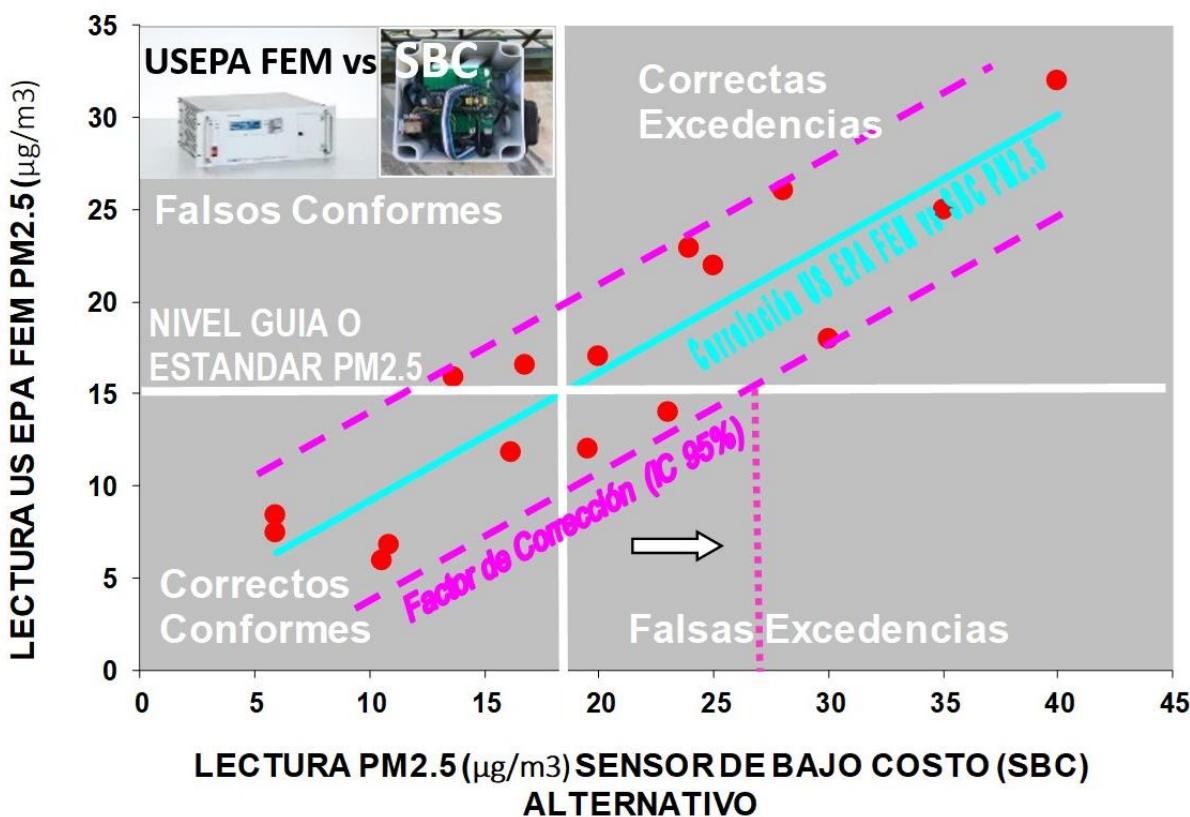 USEPA FEM vs SBC
Correctas
Excedencias
Falsos Conformes
NIVEL GUIA O
ESTANDAR PM2.5
Correlación US EPA FEM vs SBC PM2.5
Factor de Corrección (IC 95%)
Correctos
Conformes
Falsas Excedencias
LECTURA US EPA FEM PM2.5 (µg/m3)
35
30
25
20
15
10
5
0
0 5 10 15 20 25 30 35 40 45
LECTURA PM2.5 (µg/m3) SENSOR DE BAJO COSTO (SBC)
ALTERNATIVO